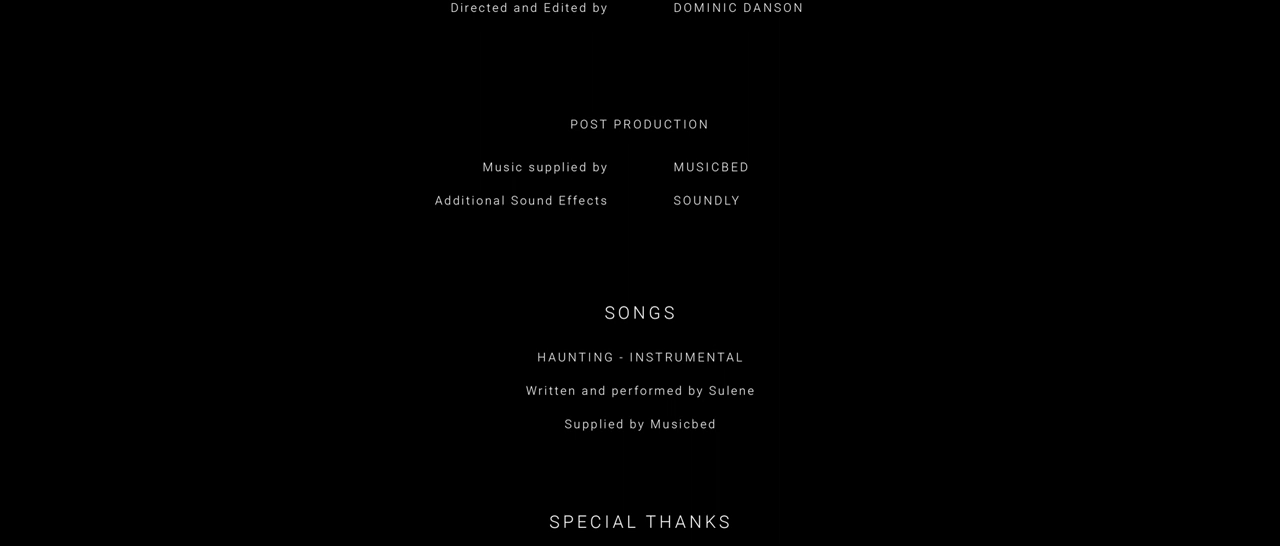 Directed and Edited by DOMINIC DANSON
POST PRODUCTION
Music supplied by MUSICBED
Additional Sound Effects SOUNDLY
SONGS
HAUNTING - INSTRUMENTAL
Written and performed by Sulene
Supplied by Musicbed
SPECIAL THANKS